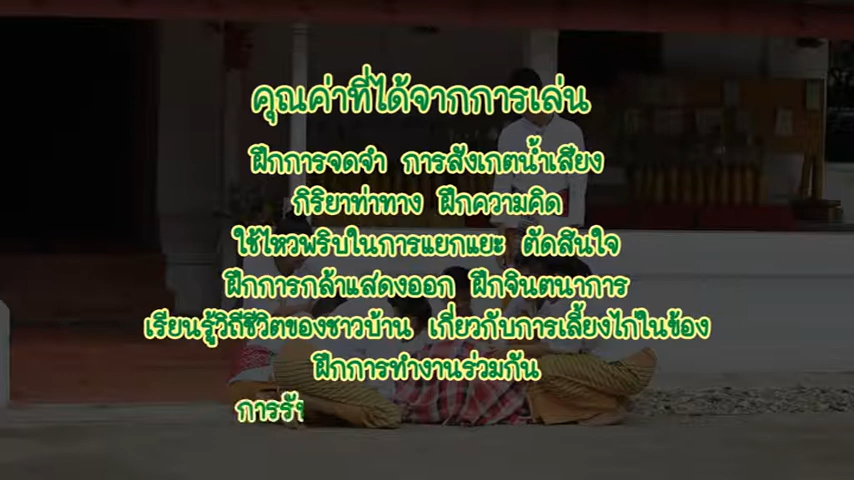 คุณค่าที่ได้จากการเล่น
ฝึกการจดจำ การสังเกตน้ำเสียง
กิริยาท่าทาง ฝึกความคิด
ใช้ไหวพริบในการแยกแยะ ตัดสินใจ
ฝึกการกล้าแสดงออก ฝึกจินตนาการ
เรียนรู้วิถีชีวิตของชาวบ้าน เกี่ยวกับการเลี้ยงไก่ในข้อง
ฝึกการทำงานร่วมกัน